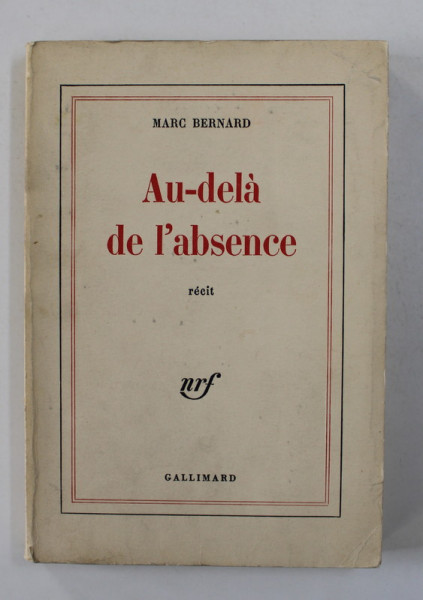 MARC BERNARD
Au-delà
de l'absence
récit
nrf
GALLIMARD